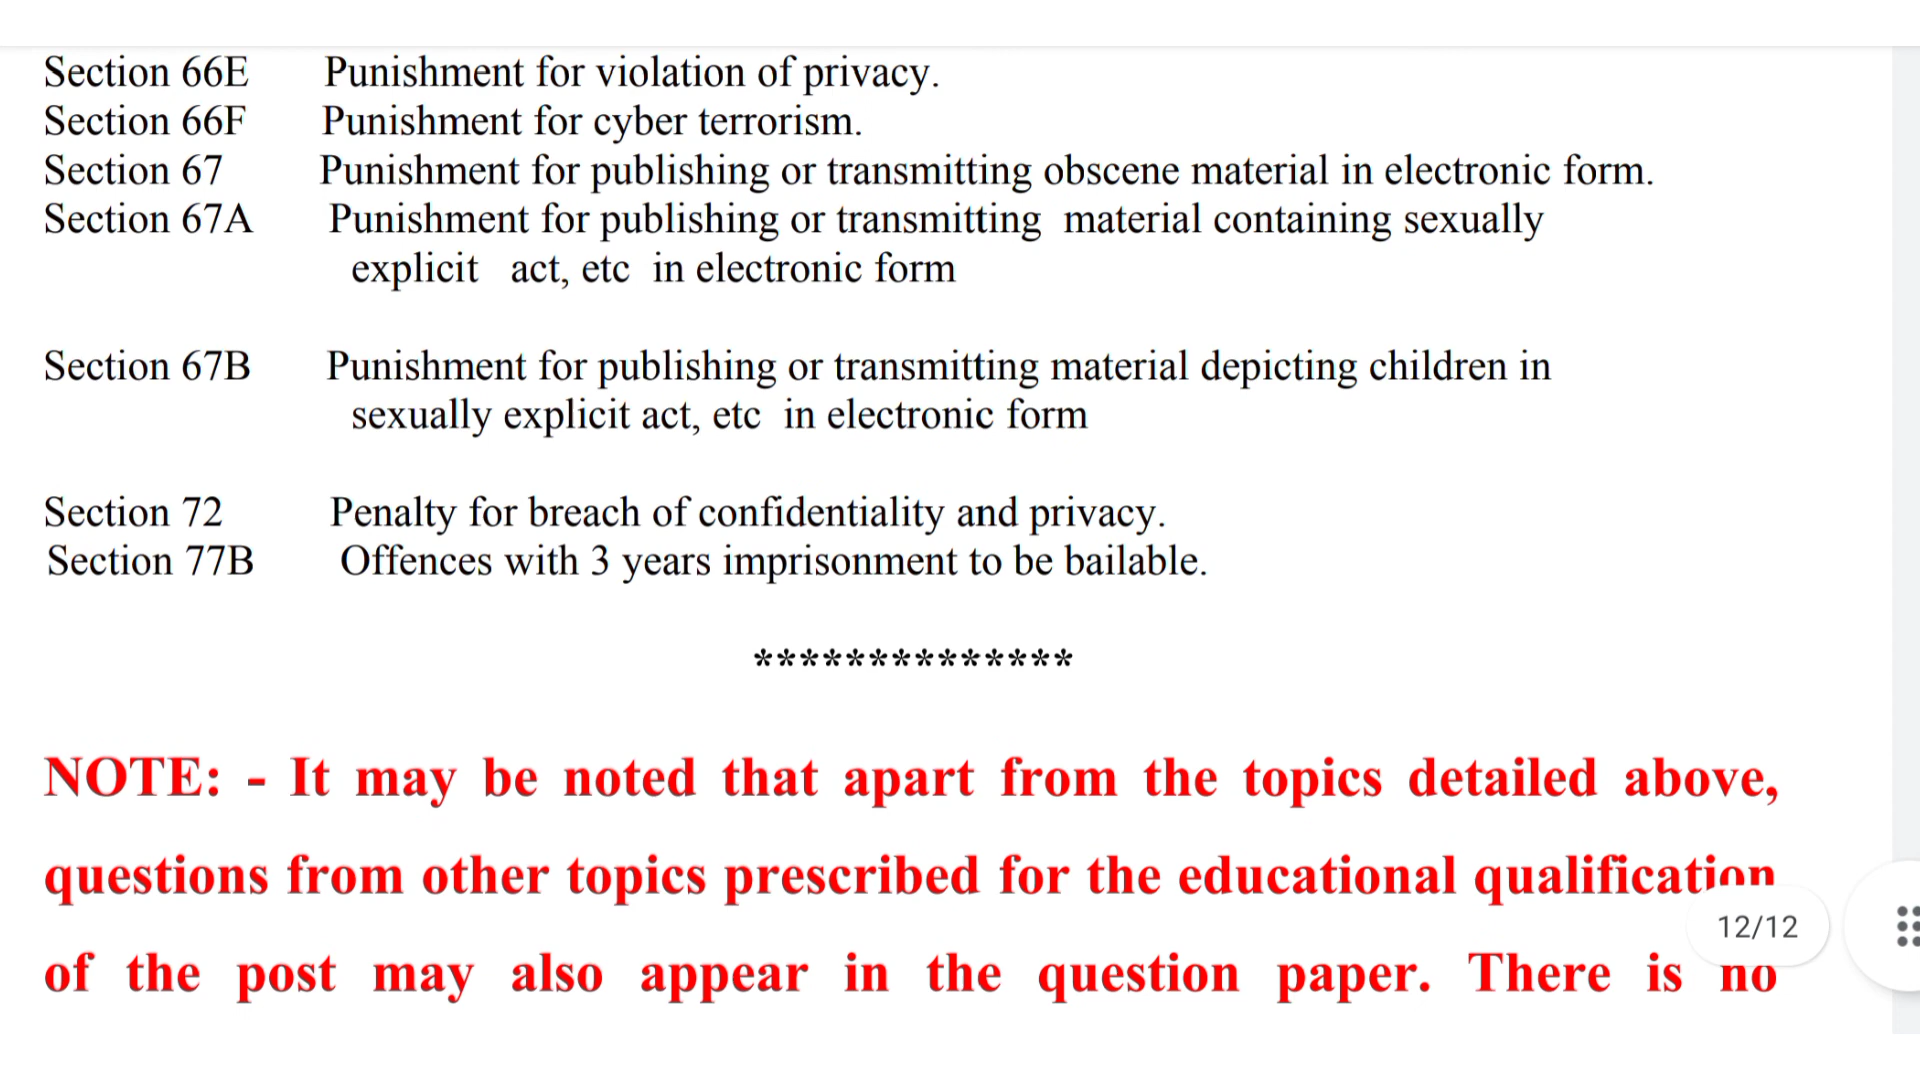 Section 66E Punishment for violation of privacy.
Section 66F Punishment for cyber terrorism.
Section 67 Punishment for publishing or transmitting obscene material in electronic form.
Section 67A Punishment for publishing or transmitting material containing sexually
explicit act, etc in electronic form
Section 67B Punishment for publishing or transmitting material depicting children in
sexually explicit act, etc in electronic form
Section 72 Penalty for breach of confidentiality and privacy.
Section 77B Offences with 3 years imprisonment to be bailable.
**************
NOTE: - It may be noted that apart from the topics detailed above,
questions from other topics prescribed for the educational qualification
12/12
of the post may also appear in the question paper. There is no